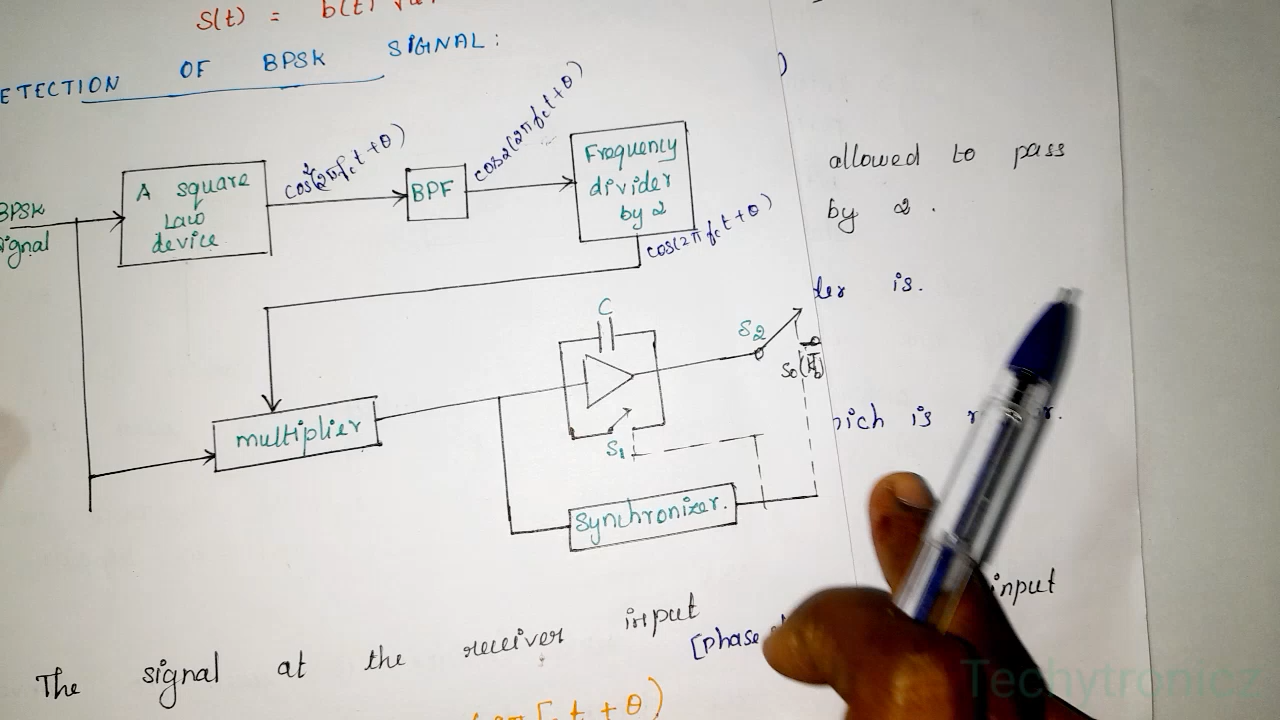 S(t) = b(t)
ETECTION OF BPSK SIGNAL:
BPSK
ignal
A square
Law
device
cos²(2πfct+θ)
BPF
cos2(2πfct+θ)
Frequency
divider
by 2
cos(2πfct+θ)
allowed to pass
by 2.
is.
C
S2
S1
multiplier
Synchronizer.
is
The signal at the receiver input
[phase
input
t+θ)
Techytronicz